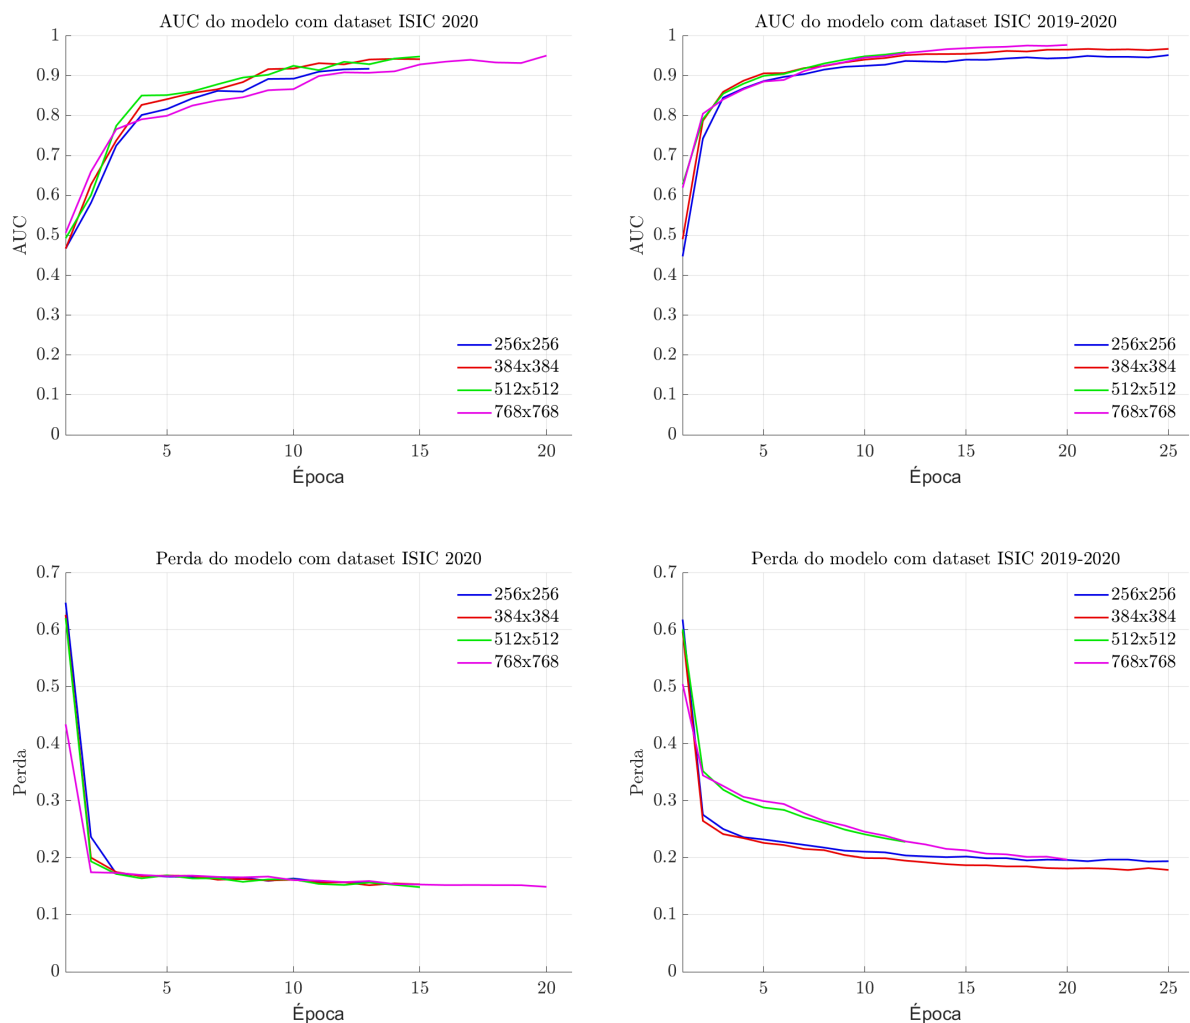 AUC do modelo com dataset ISIC 2020
1
0.9
0.8
0.7
0.6
0.5
0.4
0.3
0.2
0.1
0
AUC
256x256
384x384
512x512
768x768
5
10
15
20
Época
AUC do modelo com dataset ISIC 2019-2020
1
0.9
0.8
0.7
0.6
0.5
0.4
0.3
0.2
0.1
0
AUC
256x256
384x384
512x512
768x768
5
10
15
20
25
Época
Perda do modelo com dataset ISIC 2020
0.7
0.6
0.5
0.4
0.3
0.2
0.1
0
Perda
256x256
384x384
512x512
768x768
5
10
15
20
Época
Perda do modelo com dataset ISIC 2019-2020
0.7
0.6
0.5
0.4
0.3
0.2
0.1
0
Perda
256x256
384x384
512x512
768x768
5
10
15
20
25
Época